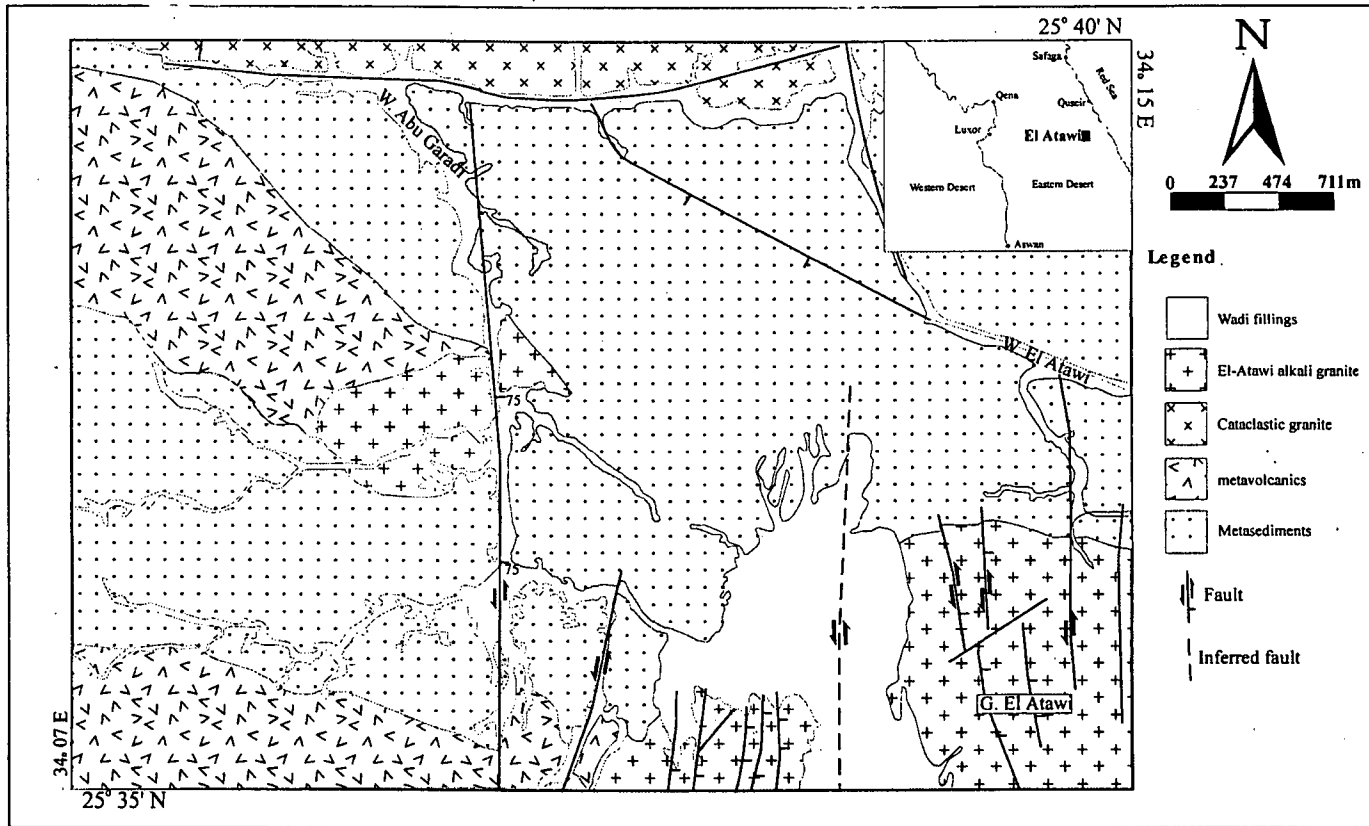 25° 40' N
34° 15 E
N
Safaga
Red Sea
Qena
Quseir
Luxor
El Atawi
Western Desert
Eastern Desert
Aswan
0 237 474 711m
W. Abu Garadi
Legend
Wadi fillings
El-Atawi alkali granite
Cataclastic granite
metavolcanics
Metasediments
Fault
Inferred fault
W. El Atawi
75
75
G. El Atawi
34° 07 E
25° 35' N